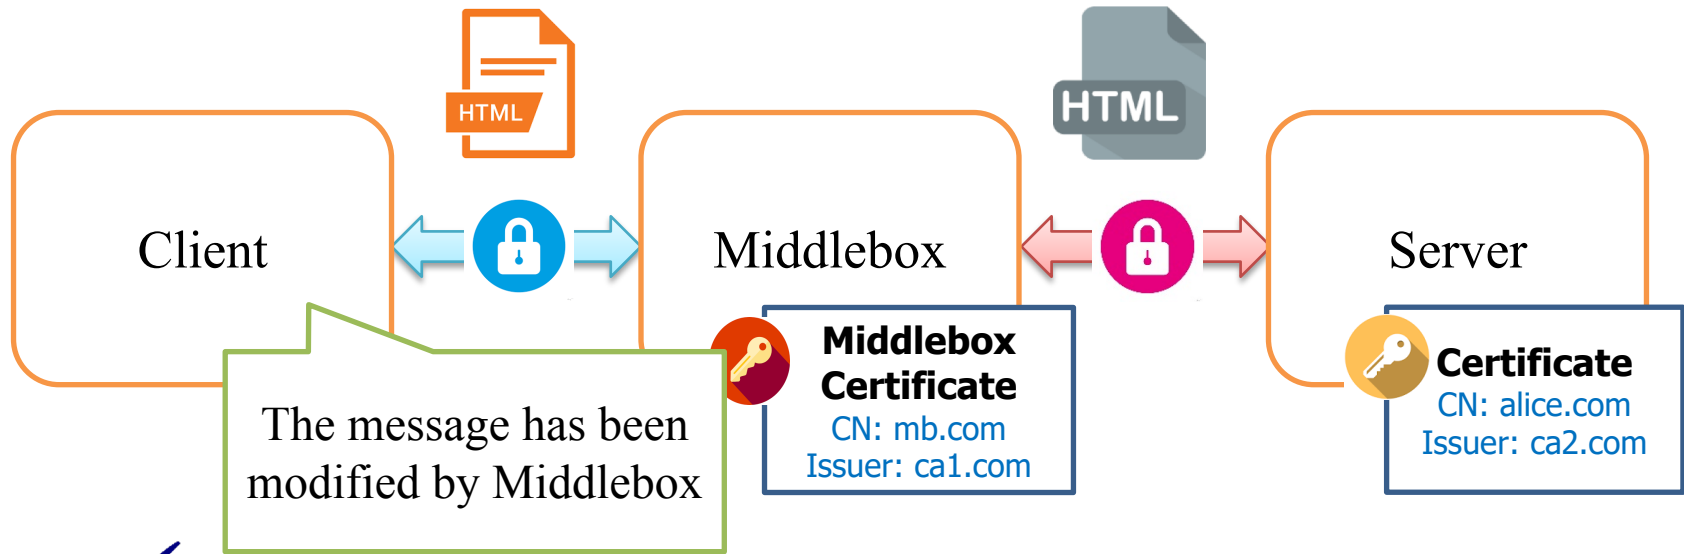 HTML
HTML
Client
Middlebox
Server
The message has been
modified by Middlebox
Middlebox
Certificate
CN: mb.com
Issuer: ca1.com
Certificate
CN: alice.com
Issuer: ca2.com